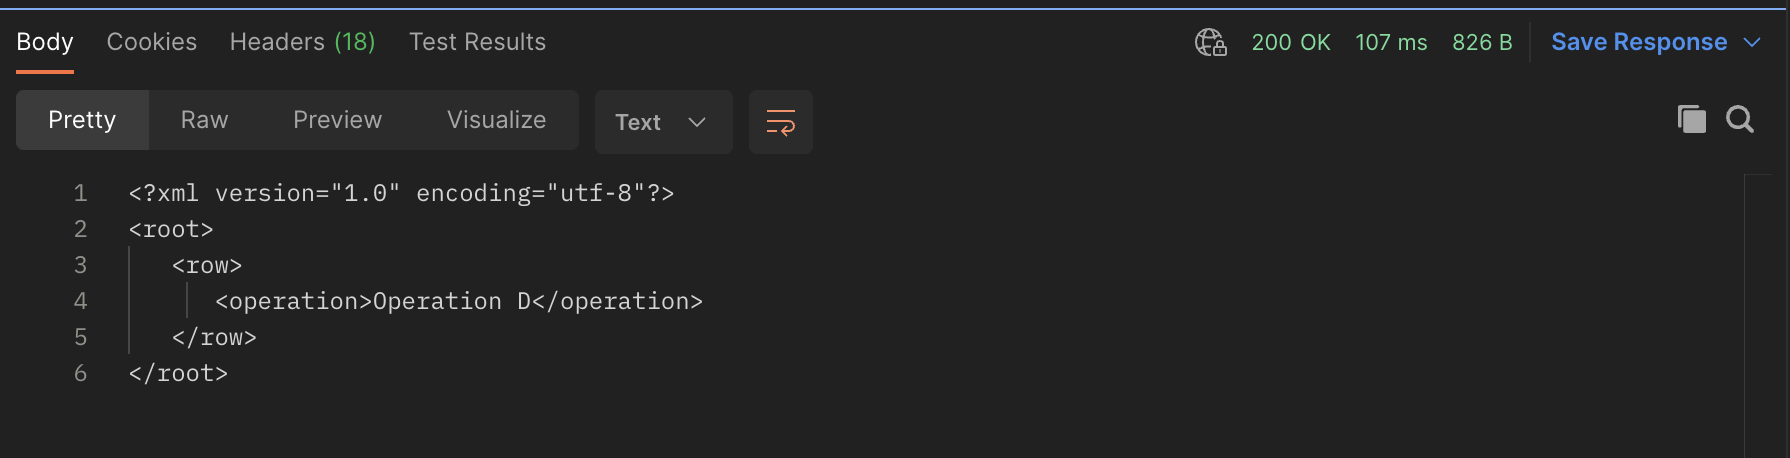 Body Cookies Headers (18) Test Results 200 OK 107 ms 826 B Save Response
Pretty Raw Preview Visualize Text
1 <?xml version="1.0" encoding="utf-8"?>
2 <root>
3 <row>
4 <operation>Operation D</operation>
5 </row>
6 </root>